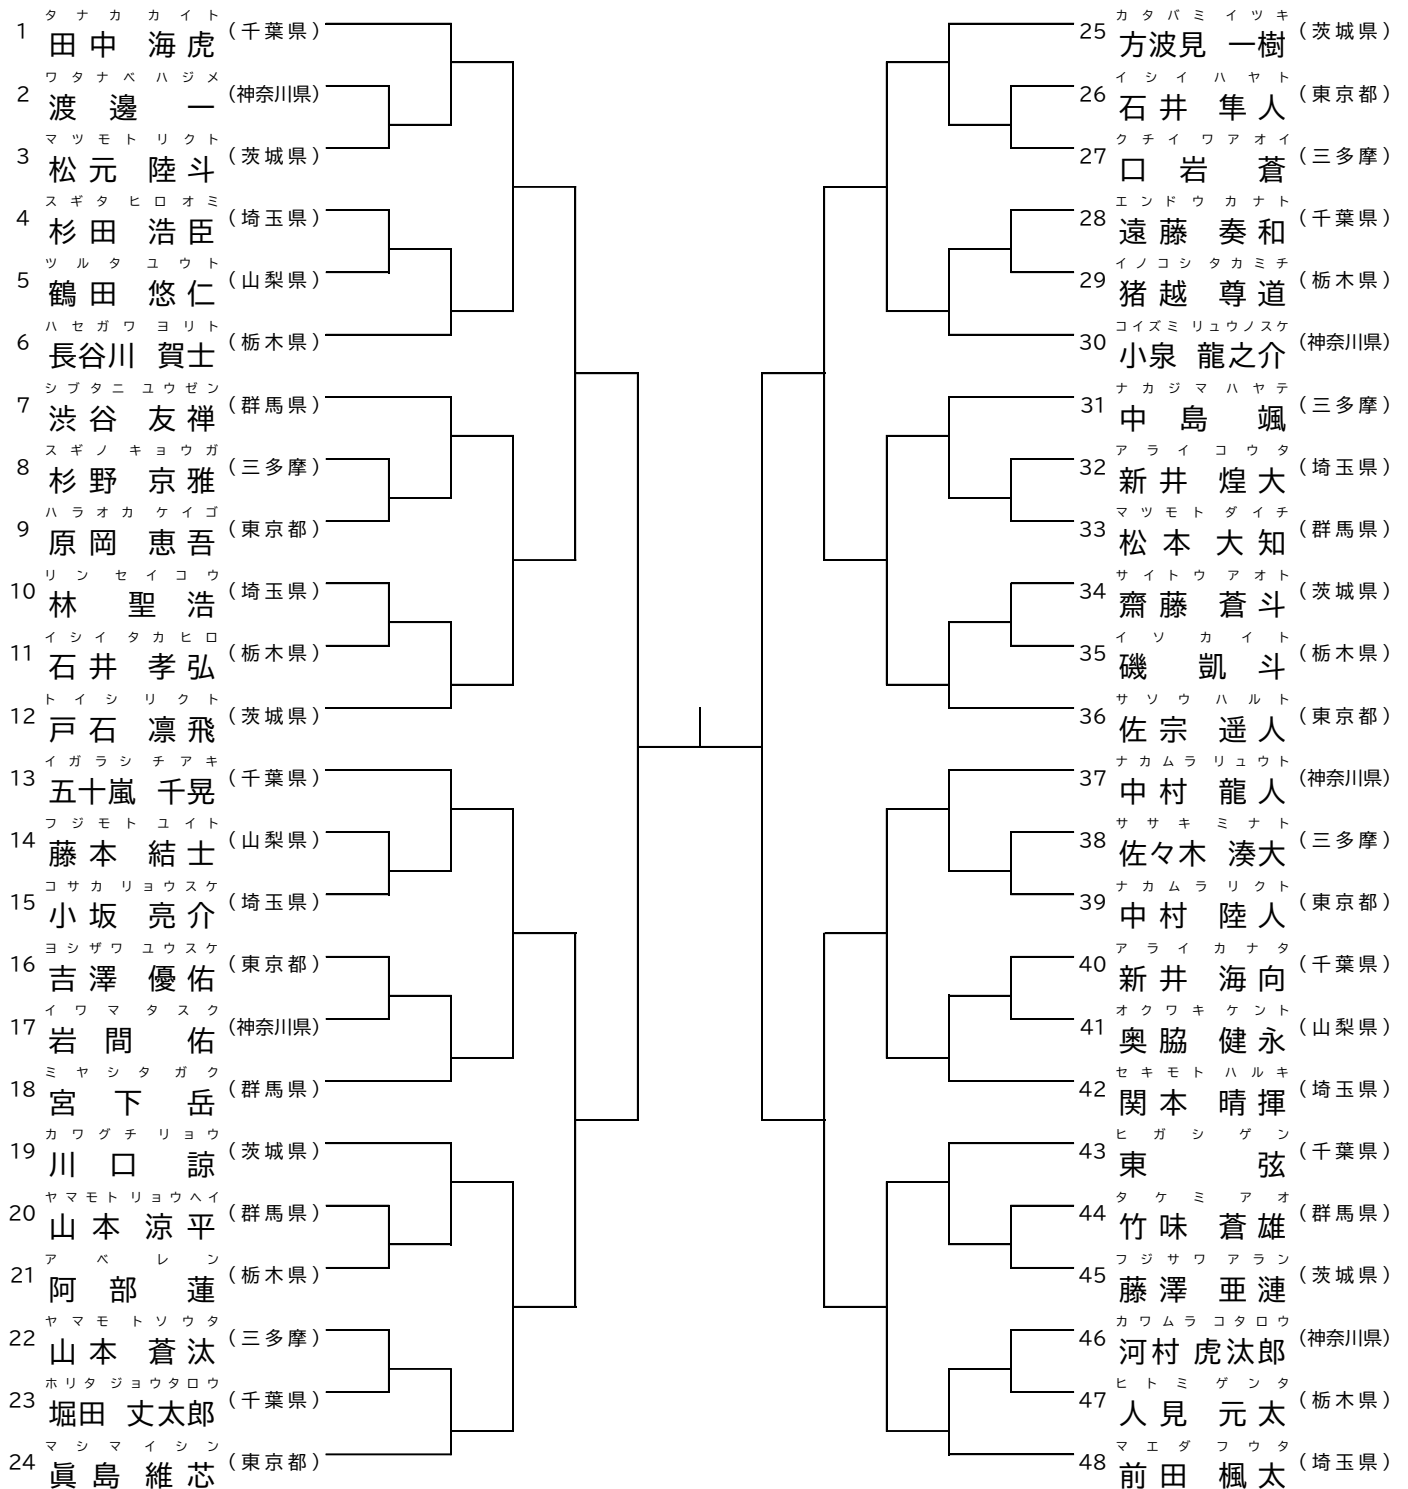 タナカ カイト
1 田中 海虎 (千葉県)
ワタナベ ハジメ
2 渡邊 一 (神奈川県)
マツモト リクト
3 松元 陸斗 (茨城県)
スギタ ヒロオミ
4 杉田 浩臣 (埼玉県)
ツルタ ユウト
5 鶴田 悠仁 (山梨県)
ハセガワ ヨリト
6 長谷川 賀士 (栃木県)
シブタニ ユウゼン
7 渋谷 友禅 (群馬県)
スギノ キョウガ
8 杉野 京雅 (三多摩)
ハラオカ ケイゴ
9 原岡 恵吾 (東京都)
リン セイコウ
10 林 聖浩 (埼玉県)
イシイ タカヒロ
11 石井 孝弘 (栃木県)
トイシ リクト
12 戸石 凛飛 (茨城県)
イガラシ チアキ
13 五十嵐 千晃 (千葉県)
フジモト ユイト
14 藤本 結士 (山梨県)
コサカ リョウスケ
15 小坂 亮介 (埼玉県)
ヨシザワ ユウスケ
16 吉澤 優佑 (東京都)
イワマ タスク
17 岩間 佑 (神奈川県)
ミヤシタ ガク
18 宮下 岳 (群馬県)
カワグチ リョウ
19 川口 諒 (茨城県)
ヤマモト リョウヘイ
20 山本 涼平 (群馬県)
アベ レン
21 阿部 蓮 (栃木県)
ヤマモ トソウタ
22 山本 蒼汰 (三多摩)
ホリタ ジョウタロウ
23 堀田 丈太郎 (千葉県)
マシマイシン
24 眞島 維芯 (東京都)
カタバミ イツキ
25 方波見 一樹 (茨城県)
イシイ ハヤト
26 石井 隼人 (東京都)
クチイ ワアオイ
27 口岩 蒼 (三多摩)
エンドウ カナト
28 遠藤 奏和 (千葉県)
イノコシ タカミチ
29 猪越 尊道 (栃木県)
コイズミ リュウノスケ
30 小泉 龍之介 (神奈川県)
ナカジマ ハヤテ
31 中島 颯 (三多摩)
アライ コウタ
32 新井 煌大 (埼玉県)
マツモト ダイチ
33 松本 大知 (群馬県)
サイトウ アオト
34 齋藤 蒼斗 (茨城県)
イソ カイト
35 磯 凱斗 (栃木県)
サソウ ハルト
36 佐宗 遥人 (東京都)
ナカムラ リュウト
37 中村 龍人 (神奈川県)
ササキ ミナト
38 佐々木 湊大 (三多摩)
ナカムラ リクト
39 中村 陸人 (東京都)
アライ カナタ
40 新井 海向 (千葉県)
オクワキ ケント
41 奥脇 健永 (山梨県)
セキモト ハルキ
42 関本 晴揮 (埼玉県)
ヒガシ ゲン
43 東 弦 (千葉県)
タケミ アオ
44 竹味 蒼雄 (群馬県)
フジサワ アラン
45 藤澤 亜漣 (茨城県)
カワムラ コタロウ
46 河村 虎汰郎 (神奈川県)
ヒトミ ゲンタ
47 人見 元太 (栃木県)
マエダ フウタ
48 前田 楓太 (埼玉県)